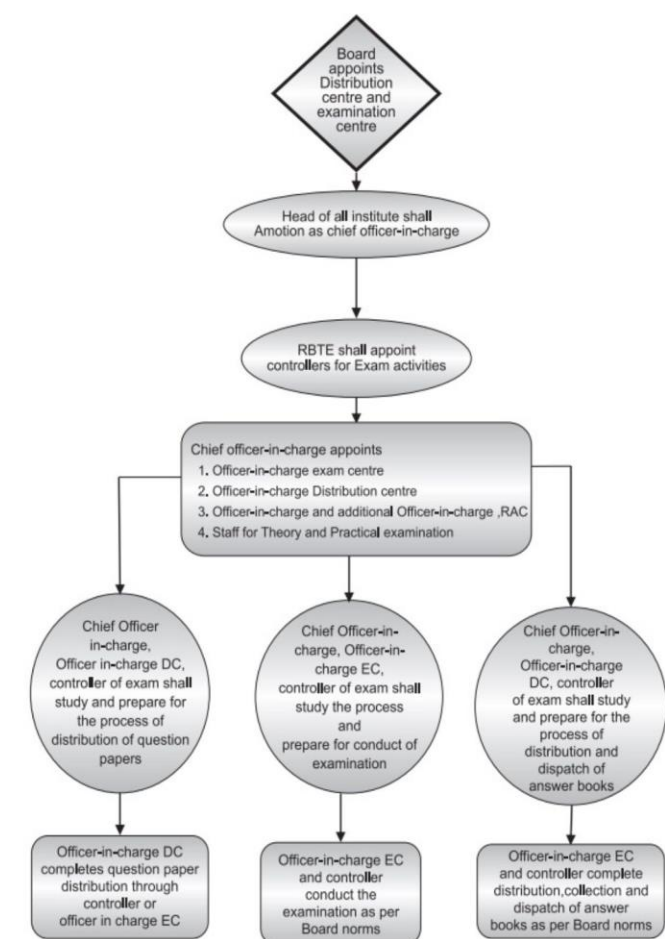 Board
appoints
Distribution
centre and
examination
centre
Head of all institute shall
Amotion as chief officer-in-charge
RBTE shall appoint
controllers for Exam activities
Chief officer-in-charge appoints
1. Officer-in-charge exam centre
2. Officer-in-charge Distribution centre
3. Officer-in-charge and additional Officer-in-charge ,RAC
4. Staff for Theory and Practical examination
Chief Officer
in-charge,
Officer in-charge DC,
controller of exam shall
study and prepare for
the process of
distribution of question
papers
Chief Officer-in-
charge, Officer-in-
charge EC,
controller of exam shall
study the process
and
prepare for conduct of
examination
Chief Officer-in-
charge,
Officer-in-charge
DC, controller
of exam shall study
and prepare for the
process of
distribution and
dispatch of
answer books
Officer-in-charge DC
completes question paper
distribution through
controller or
officer in charge EC
Officer-in-charge EC
and controller
conduct the
examination as per
Board norms
Officer-in-charge EC
and controller complete
distribution,collection and
dispatch of answer
books as per Board norms